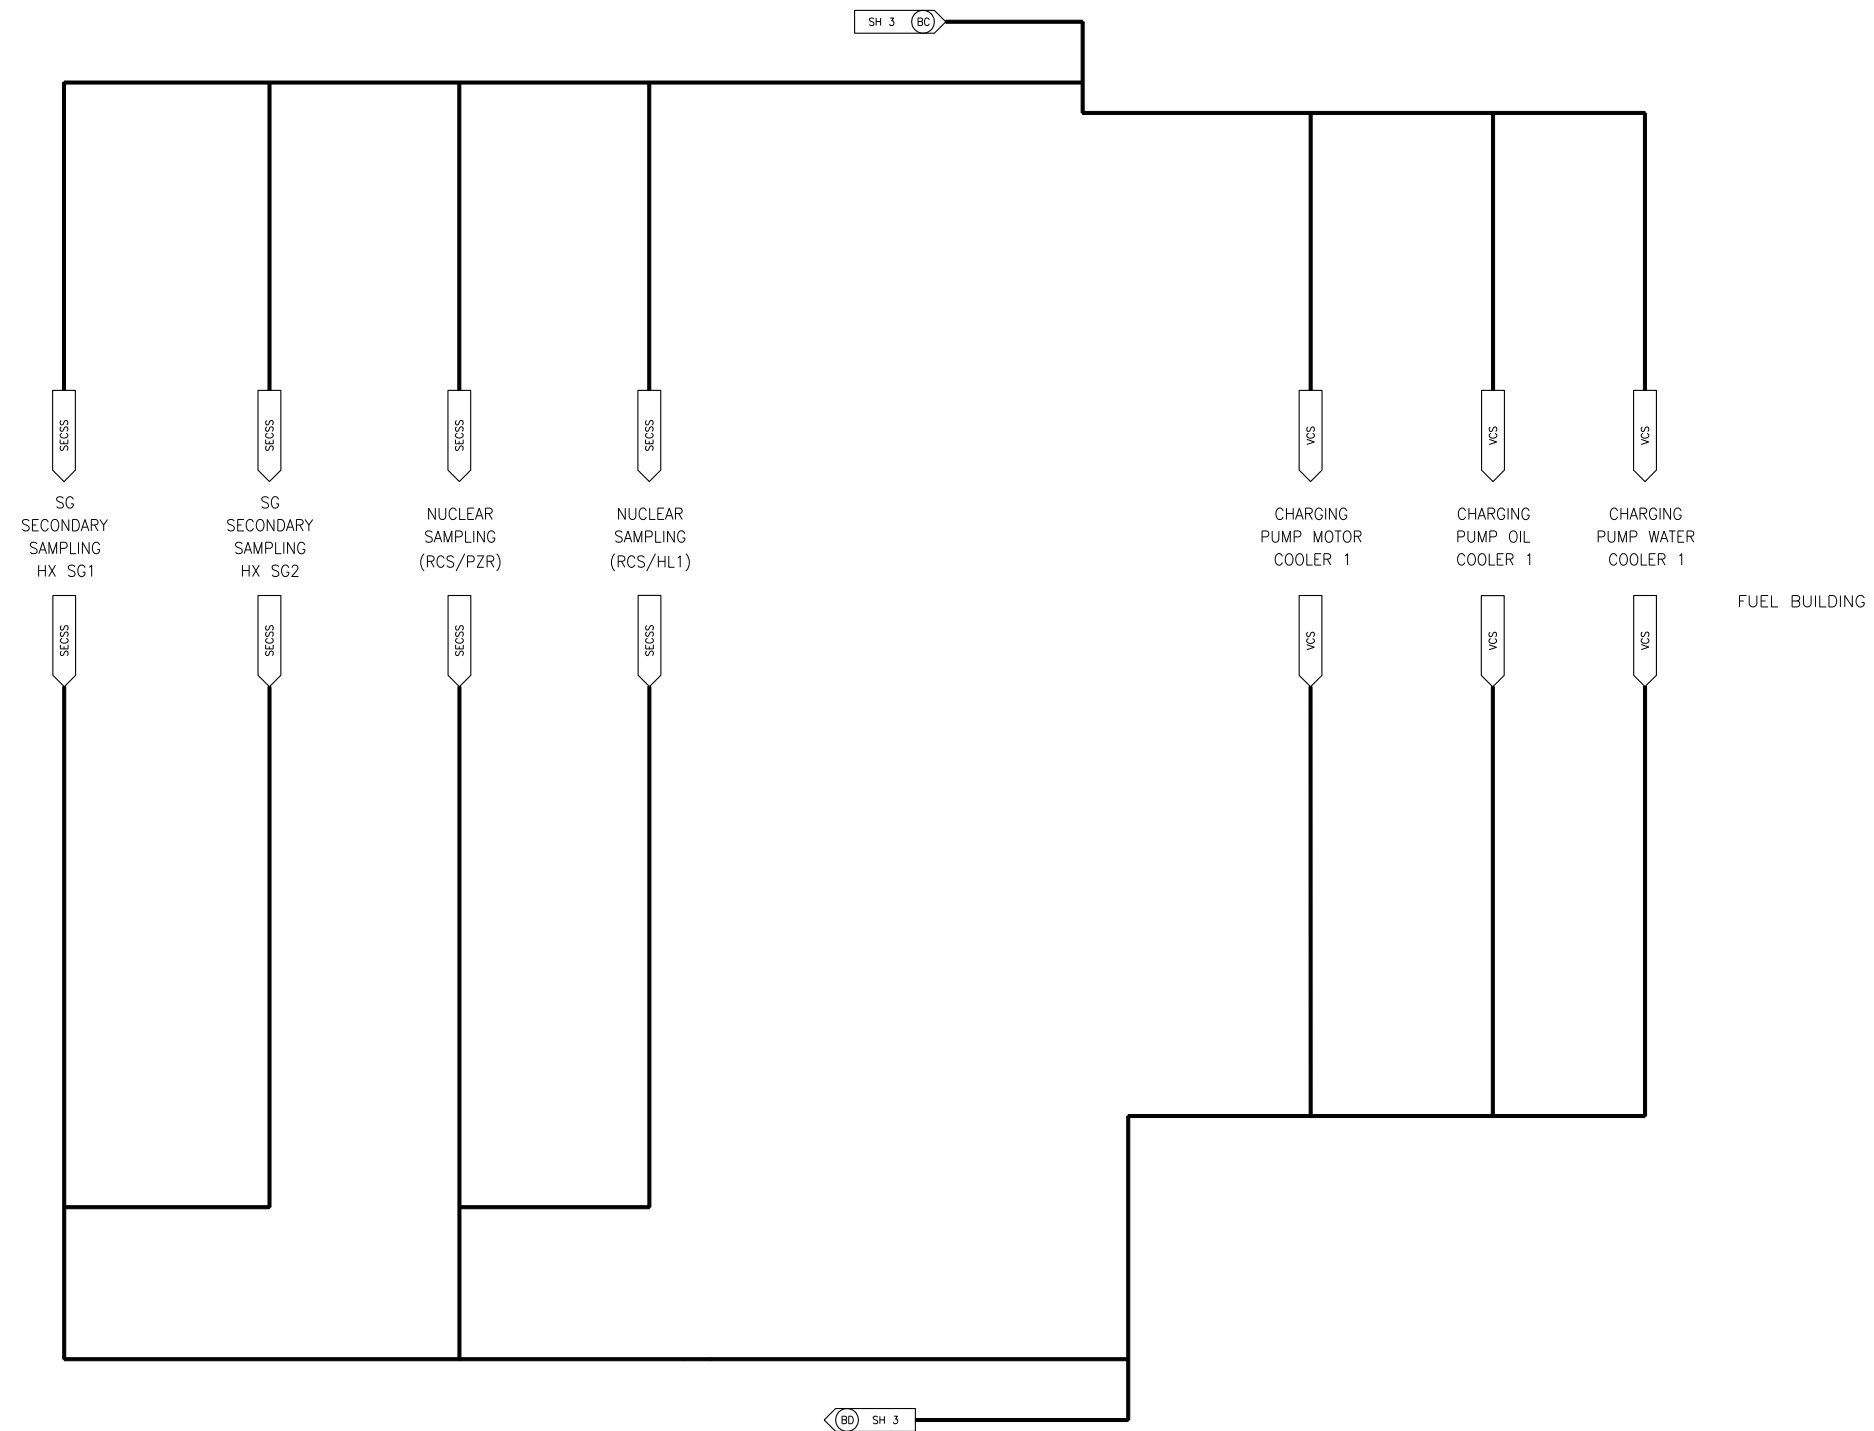 SH 3 BC
SECSS
SECSS
SECSS
SECSS
VCS
VCS
VCS
SG
SECONDARY
SAMPLING
HX SG1
SG
SECONDARY
SAMPLING
HX SG2
NUCLEAR
SAMPLING
(RCS/PZR)
NUCLEAR
SAMPLING
(RCS/HL1)
CHARGING
PUMP MOTOR
COOLER 1
CHARGING
PUMP OIL
COOLER 1
CHARGING
PUMP WATER
COOLER 1
FUEL BUILDING
SECSS
SECSS
SECSS
SECSS
VCS
VCS
VCS
BD SH 3